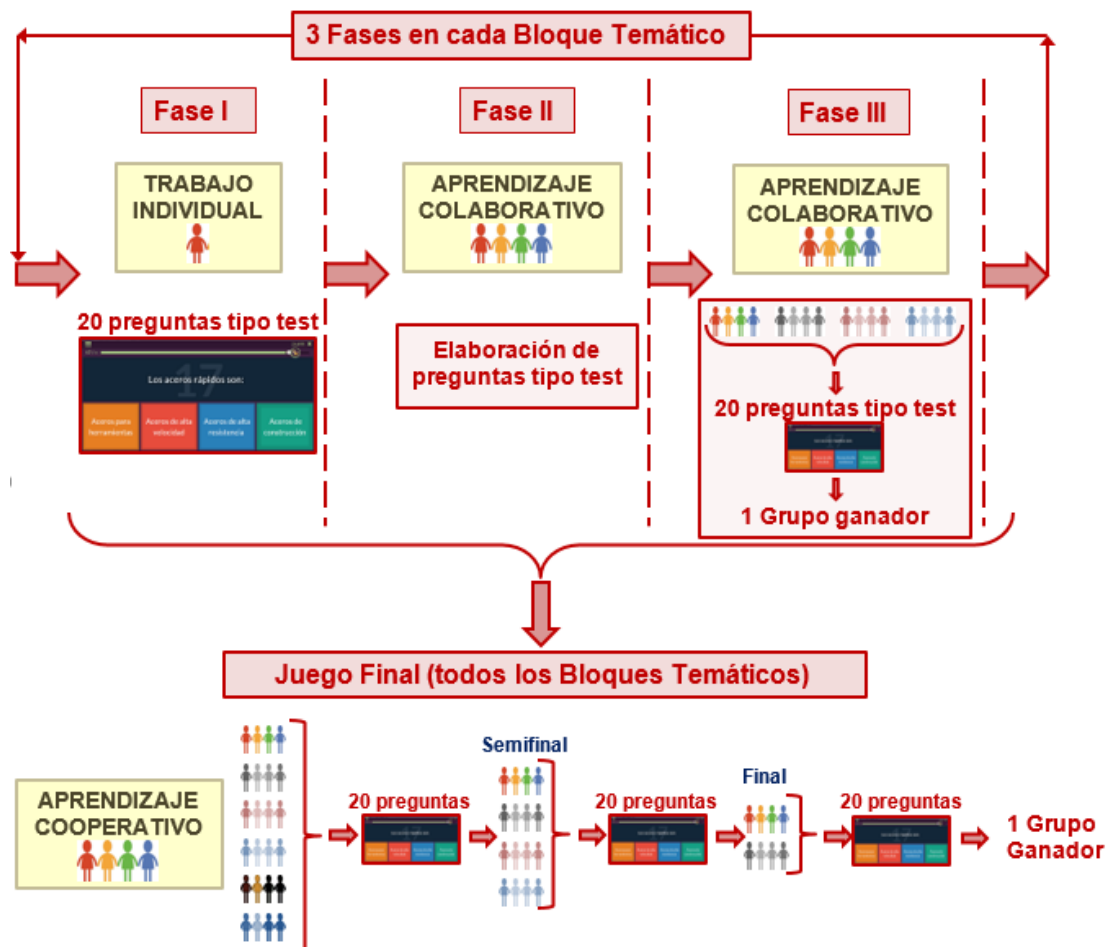 3 Fases en cada Bloque Temático
Fase I
Fase II
Fase III
TRABAJO
INDIVIDUAL
APRENDIZAJE
COLABORATIVO
APRENDIZAJE
COLABORATIVO
20 preguntas tipo test
17
Los aceros rápidos son:
Aceros para
herramientas
Aceros de alta
velocidad
Aceros de alta
resistencia
Aceros de
construcción
Elaboración de
preguntas tipo test
20 preguntas tipo test
1 Grupo ganador
Juego Final (todos los Bloques Temáticos)
APRENDIZAJE
COOPERATIVO
20 preguntas
Semifinal
20 preguntas
Final
20 preguntas
1 Grupo
Ganador